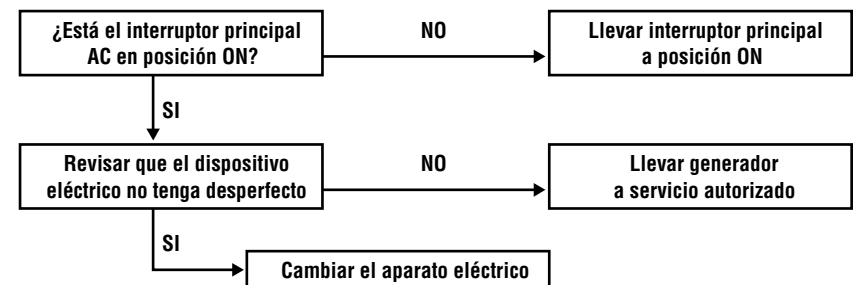 ¿Está el interruptor principal
AC en posición ON?
NO
Llevar interruptor principal
a posición ON
SI
Revisar que el dispositivo
eléctrico no tenga desperfecto
NO
Llevar generador
a servicio autorizado
SI
Cambiar el aparato eléctrico